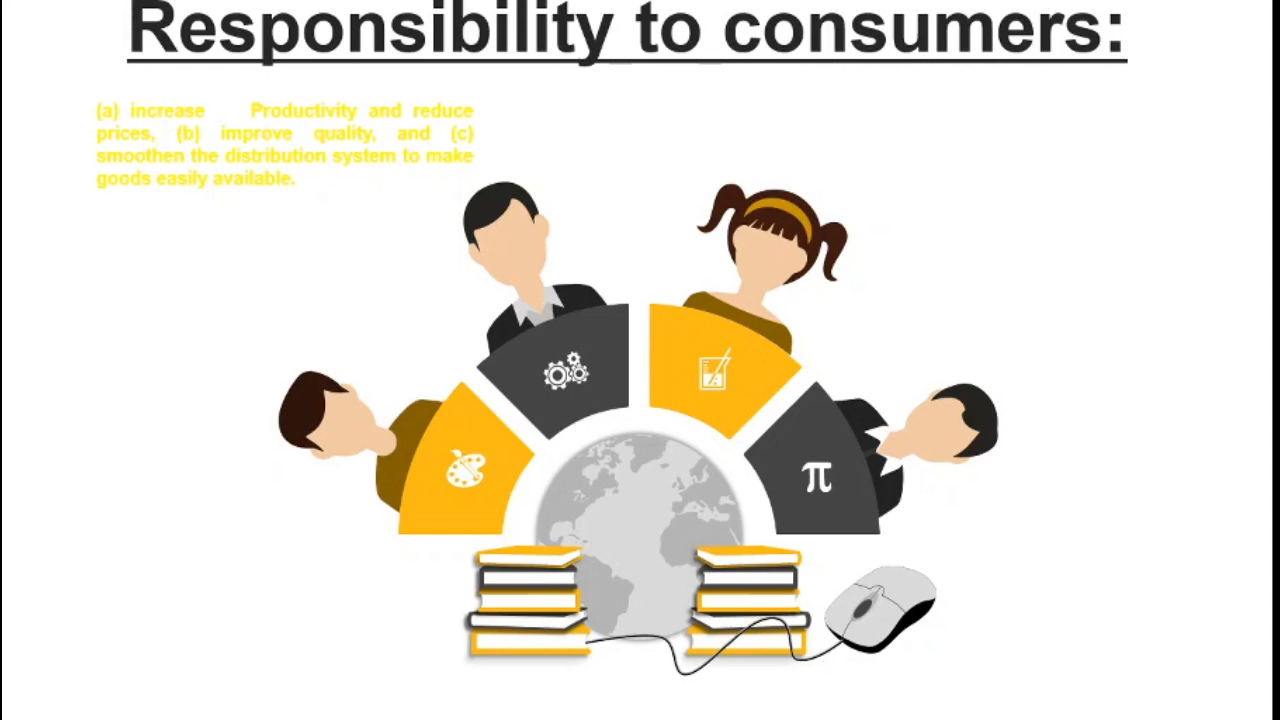 Responsibility to consumers:
(a) increase Productivity and reduce
prices, (b) improve quality, and (c)
smoothen the distribution system to make
goods easily available.
π